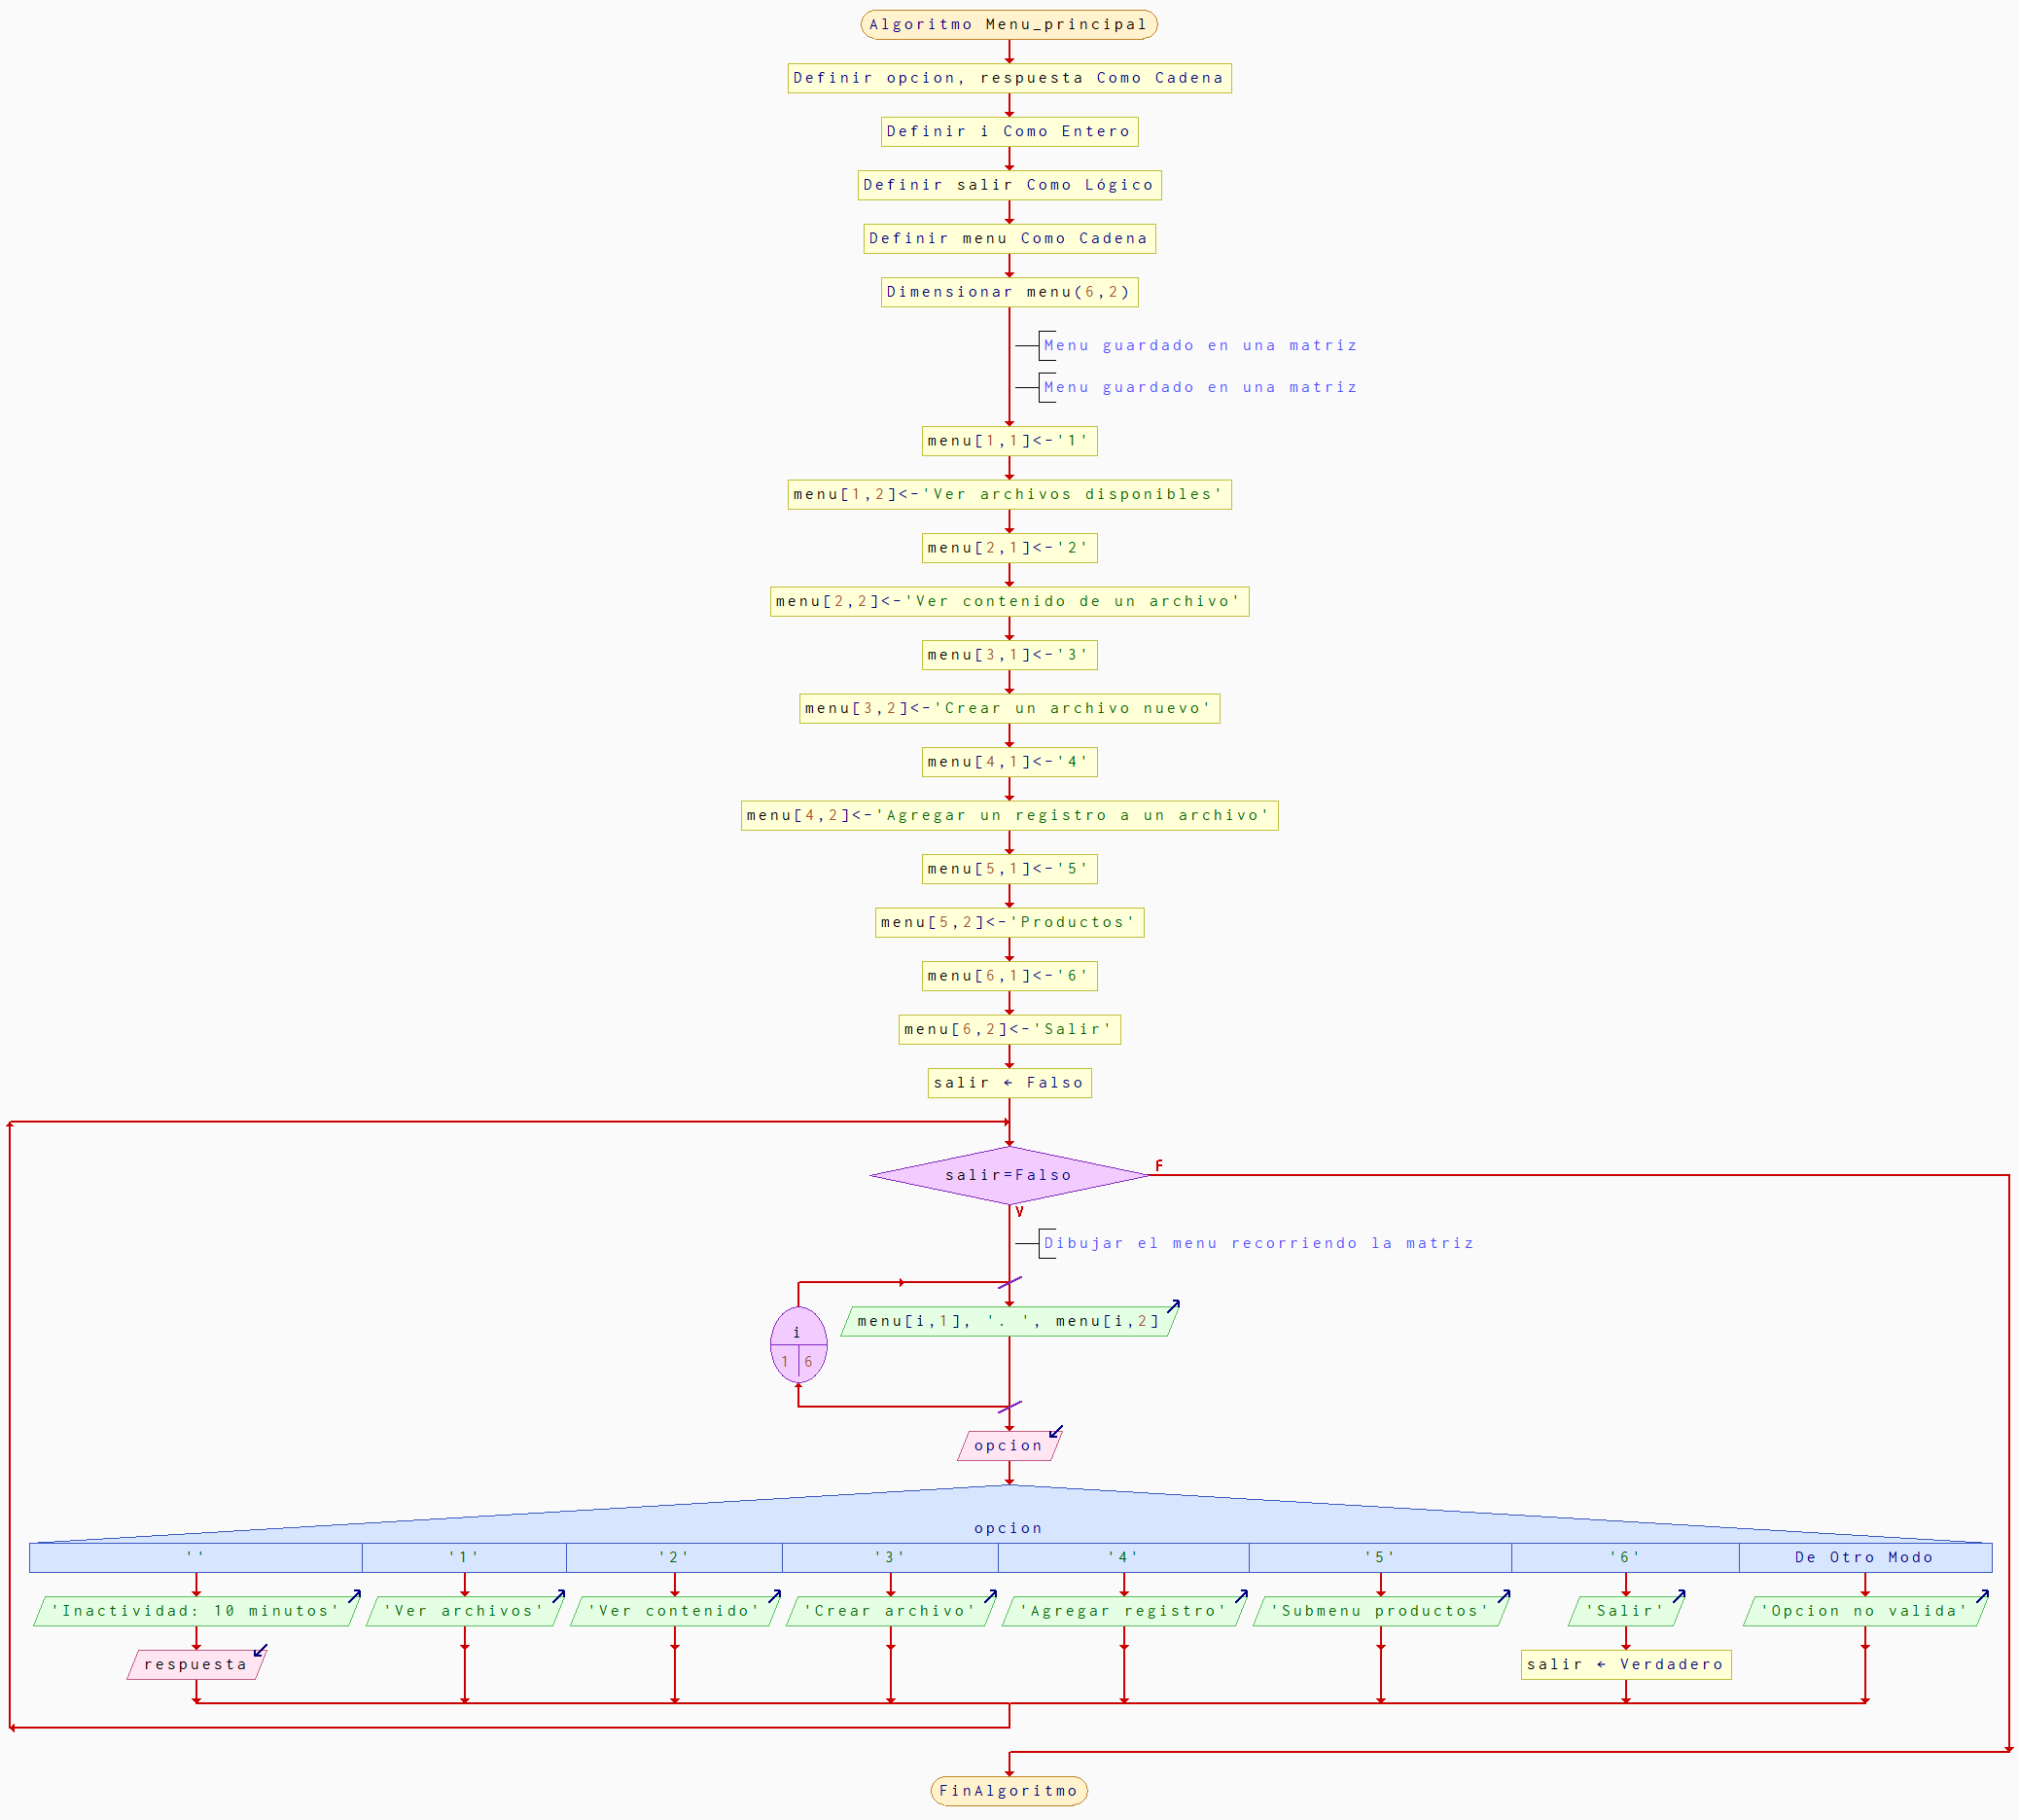 Algoritmo Menu_principal
Definir opcion, respuesta Como Cadena
Definir i Como Entero
Definir salir Como Lógico
Definir menu Como Cadena
Dimensionar menu(6,2)
Menu guardado en una matriz
Menu guardado en una matriz
menu[1,1]<-'1'
menu[1,2]<-'Ver archivos disponibles'
menu[2,1]<-'2'
menu[2,2]<-'Ver contenido de un archivo'
menu[3,1]<-'3'
menu[3,2]<-'Crear un archivo nuevo'
menu[4,1]<-'4'
menu[4,2]<-'Agregar un registro a un archivo'
menu[5,1]<-'5'
menu[5,2]<-'Productos'
menu[6,1]<-'6'
menu[6,2]<-'Salir'
salir ← Falso
salir=Falso
F
V
Dibujar el menu recorriendo la matriz
menu[i,1], '. ', menu[i,2]
i
1 6
opcion
opcion
'' '1' '2' '3' '4' '5' '6' De Otro Modo
'Inactividad: 10 minutos' 'Ver archivos' 'Ver contenido' 'Crear archivo' 'Agregar registro' 'Submenu productos' 'Salir' 'Opcion no valida'
respuesta salir ← Verdadero
FinAlgoritmo